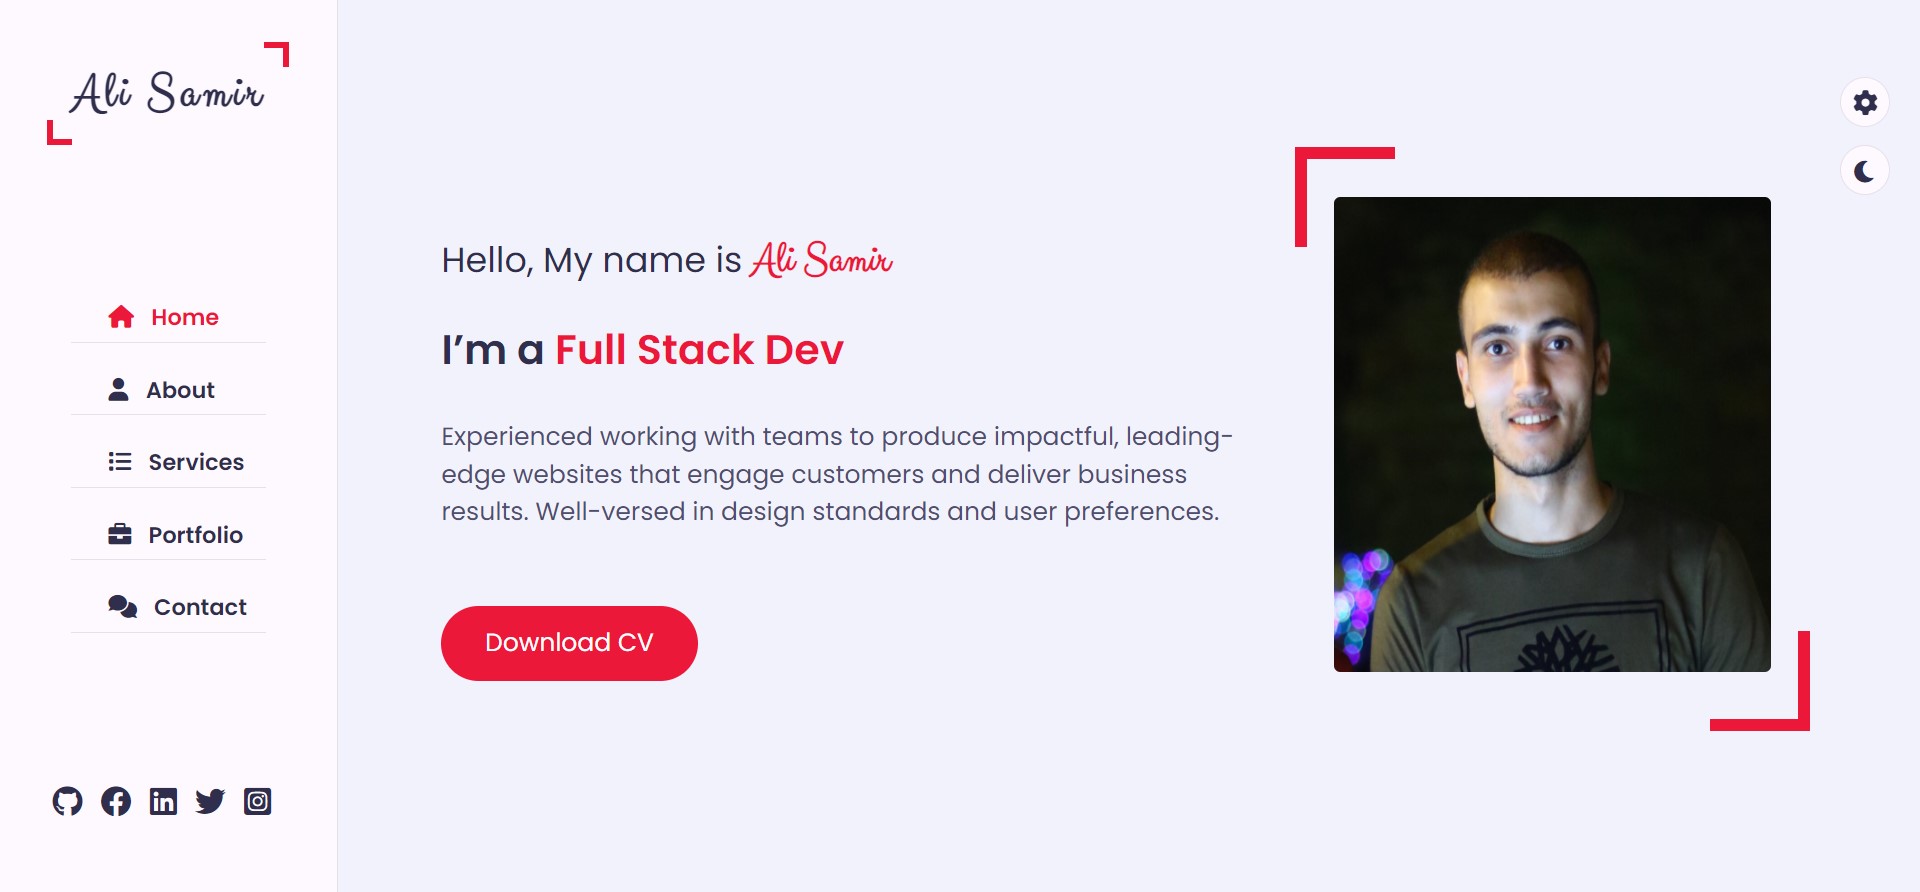 Ali Samir
Home
About
Services
Portfolio
Contact
Hello, My name is Ali Samir
I’m a Full Stack Dev
Experienced working with teams to produce impactful, leading-
edge websites that engage customers and deliver business
results. Well-versed in design standards and user preferences.
Download CV